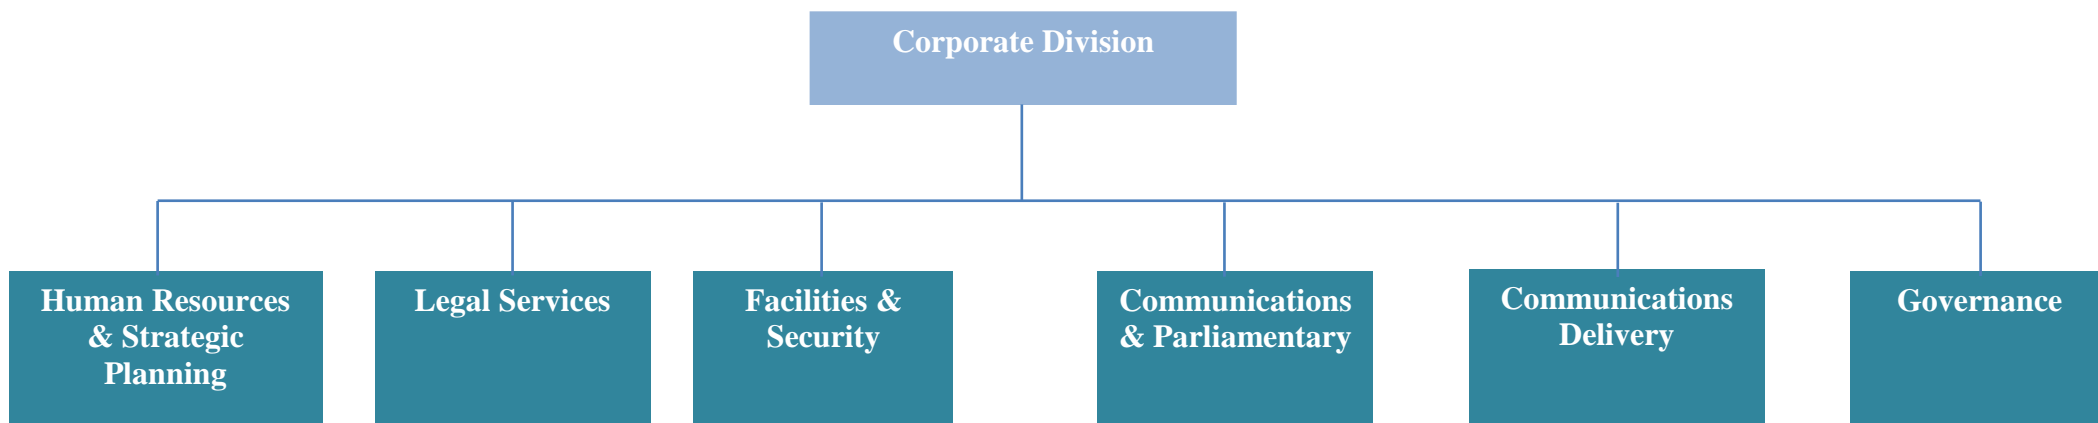 Corporate Division
Human Resources
& Strategic
Planning
Legal Services
Facilities &
Security
Communications
& Parliamentary
Communications
Delivery
Governance